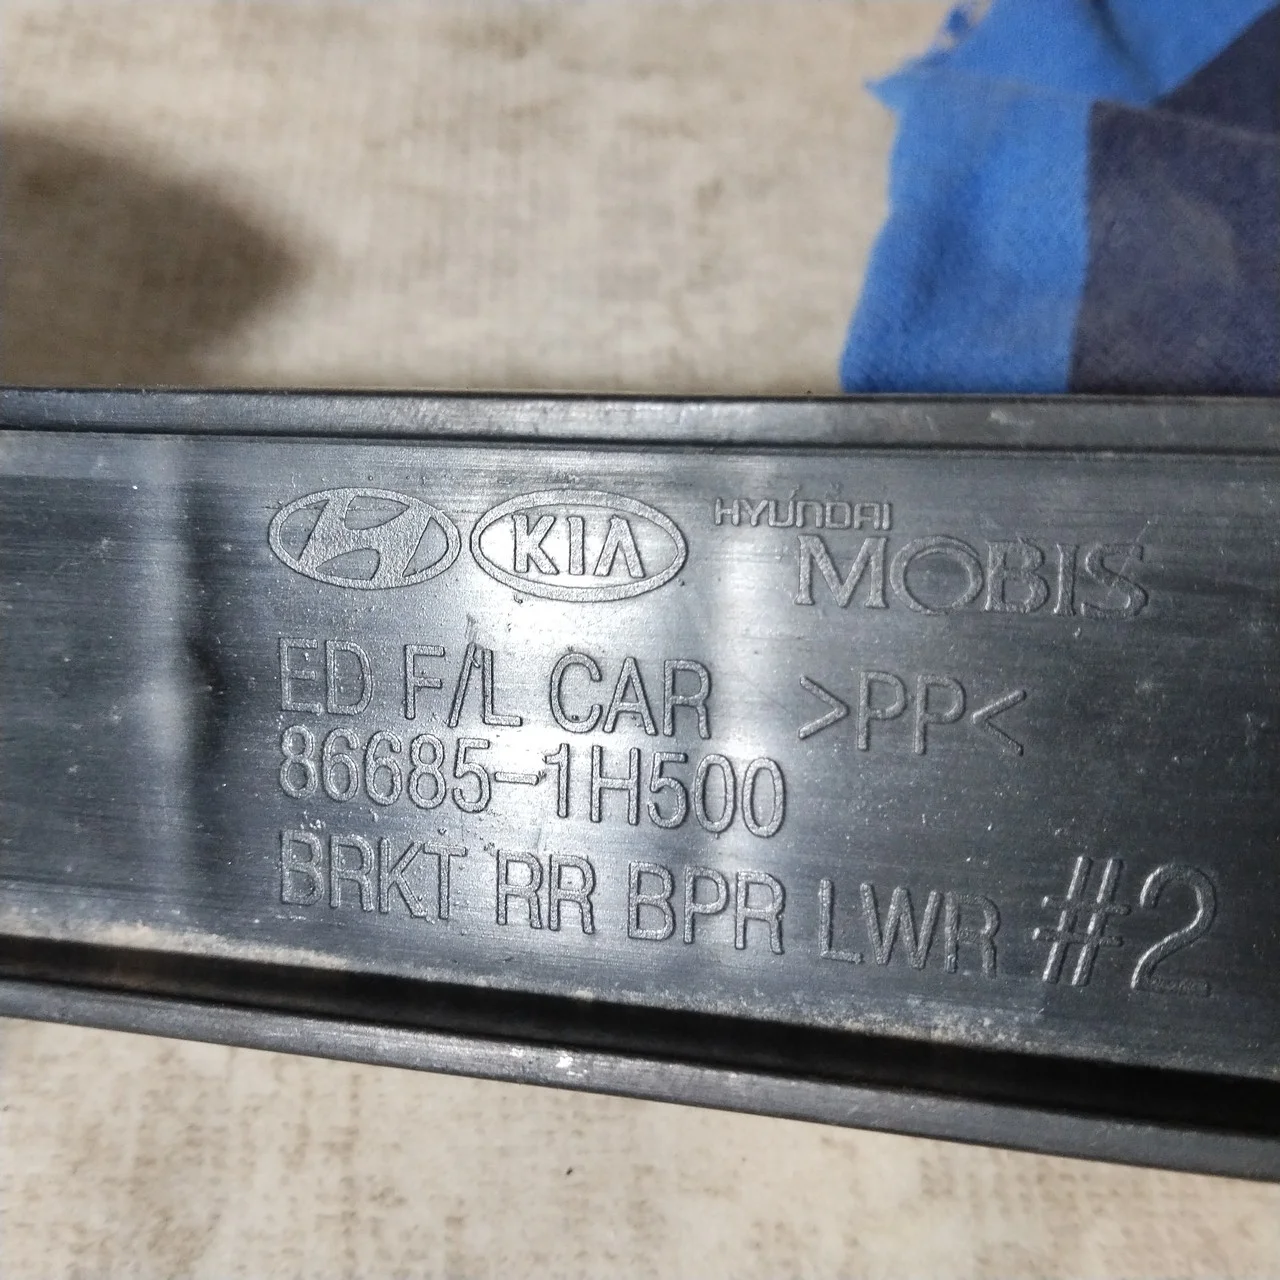 KIA HYUNDAI
MOBIS
ED F/L CAR >PP<
86685-1H500
BRKT RR BPR LWR #2